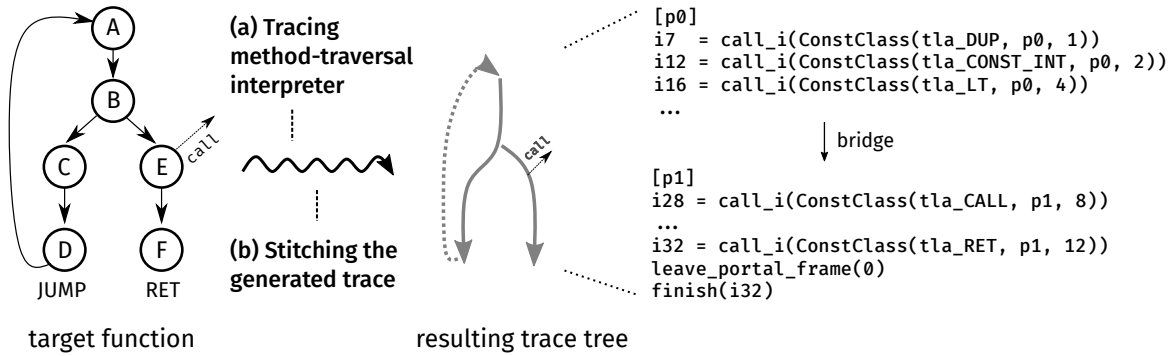 A
B
C
E
call
D
F
JUMP
RET
target function
(a) Tracing
method-traversal
interpreter
(b) Stitching the
generated trace
call
resulting trace tree
[p0]
i7  = call_i(ConstClass(tla_DUP, p0, 1))
i12 = call_i(ConstClass(tla_CONST_INT, p0, 2))
i16 = call_i(ConstClass(tla_LT, p0, 4))
...
bridge
[p1]
i28 = call_i(ConstClass(tla_CALL, p1, 8))
...
i32 = call_i(ConstClass(tla_RET, p1, 12))
leave_portal_frame(0)
finish(i32)